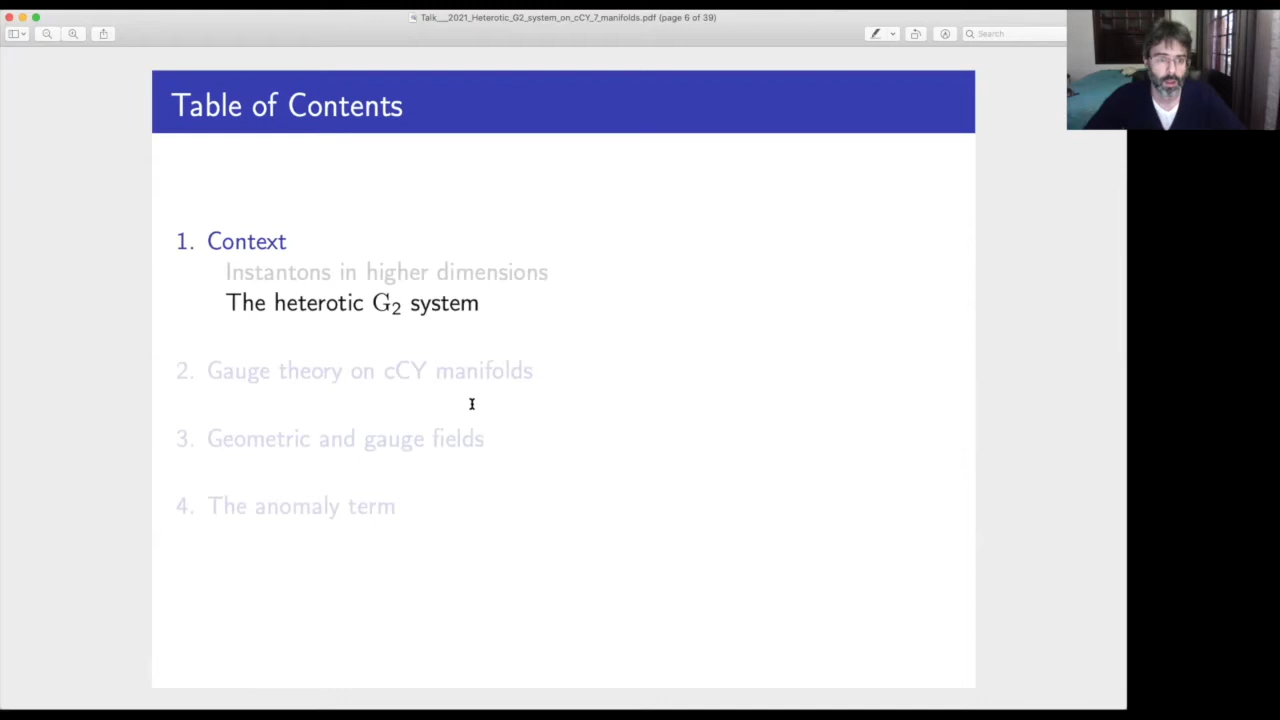 Talk__2021_Heterotic_G2_system_on_cCY_7_manifolds.pdf (page 6 of 39)
Search
Table of Contents
1. Context
Instantons in higher dimensions
The heterotic G₂ system
2. Gauge theory on cCY manifolds
3. Geometric and gauge fields
4. The anomaly term